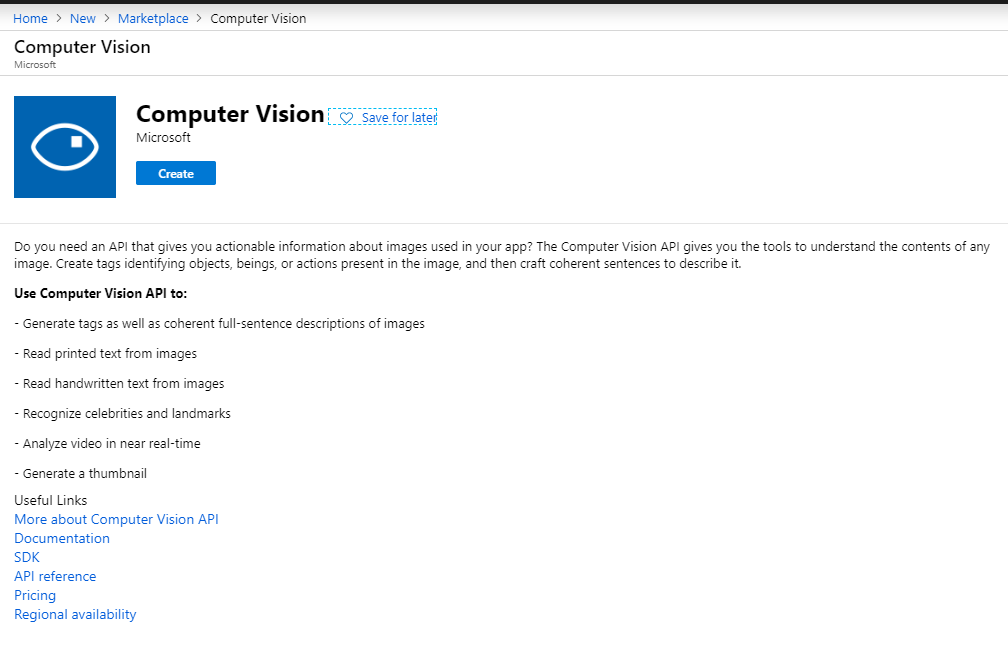 Home > New > Marketplace > Computer Vision
Computer Vision
Microsoft
Computer Vision
Save for later
Microsoft
Create
Do you need an API that gives you actionable information about images used in your app? The Computer Vision API gives you the tools to understand the contents of any
image. Create tags identifying objects, beings, or actions present in the image, and then craft coherent sentences to describe it.
Use Computer Vision API to:
- Generate tags as well as coherent full-sentence descriptions of images
- Read printed text from images
- Read handwritten text from images
- Recognize celebrities and landmarks
- Analyze video in near real-time
- Generate a thumbnail
Useful Links
More about Computer Vision API
Documentation
SDK
API reference
Pricing
Regional availability